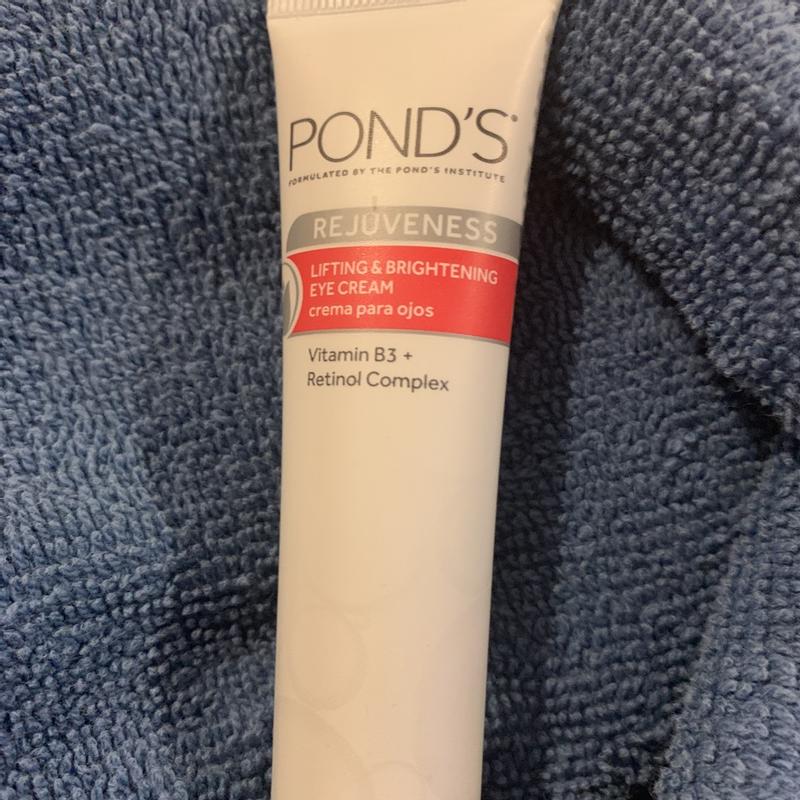 POND'S
FORMULATED BY THE POND'S INSTITUTE
REJUVENESS
LIFTING & BRIGHTENING
EYE CREAM
crema para ojos
Vitamin B3 +
Retinol Complex